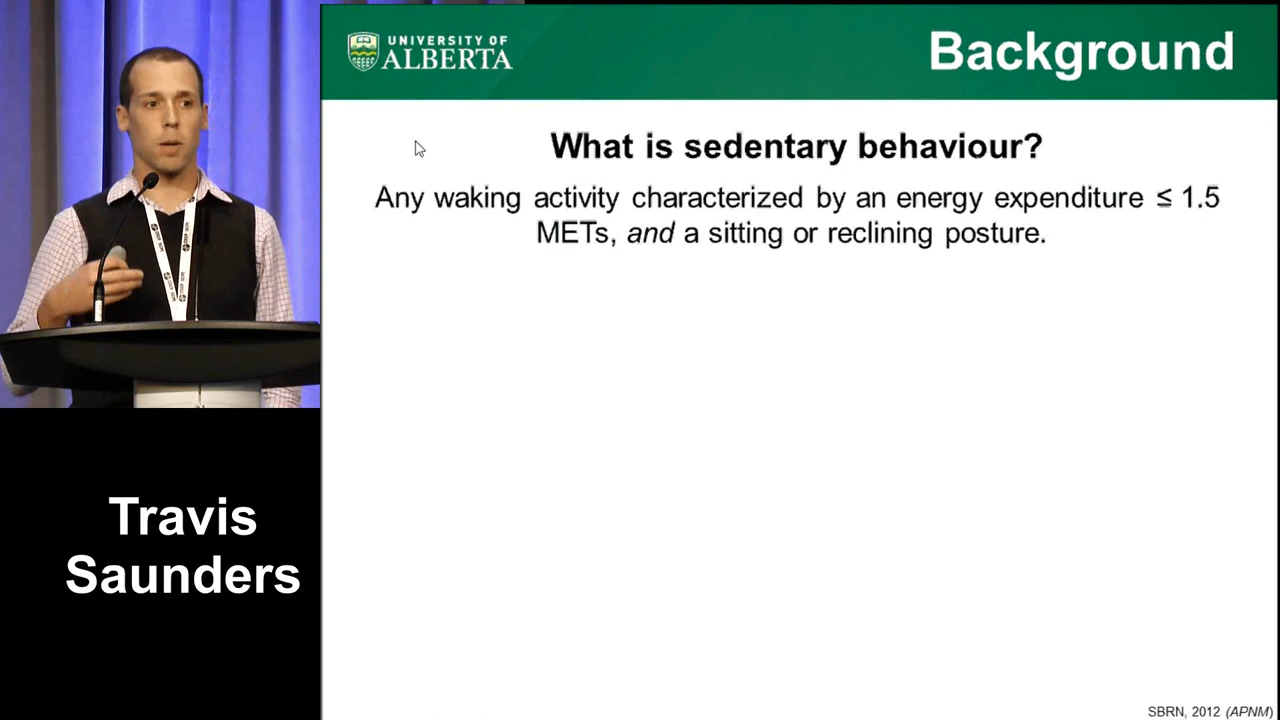 UNIVERSITY OF
ALBERTA
Background
What is sedentary behaviour?
Any waking activity characterized by an energy expenditure ≤ 1.5
METs, and a sitting or reclining posture.
Travis
Saunders
SBRN, 2012 (APNM)